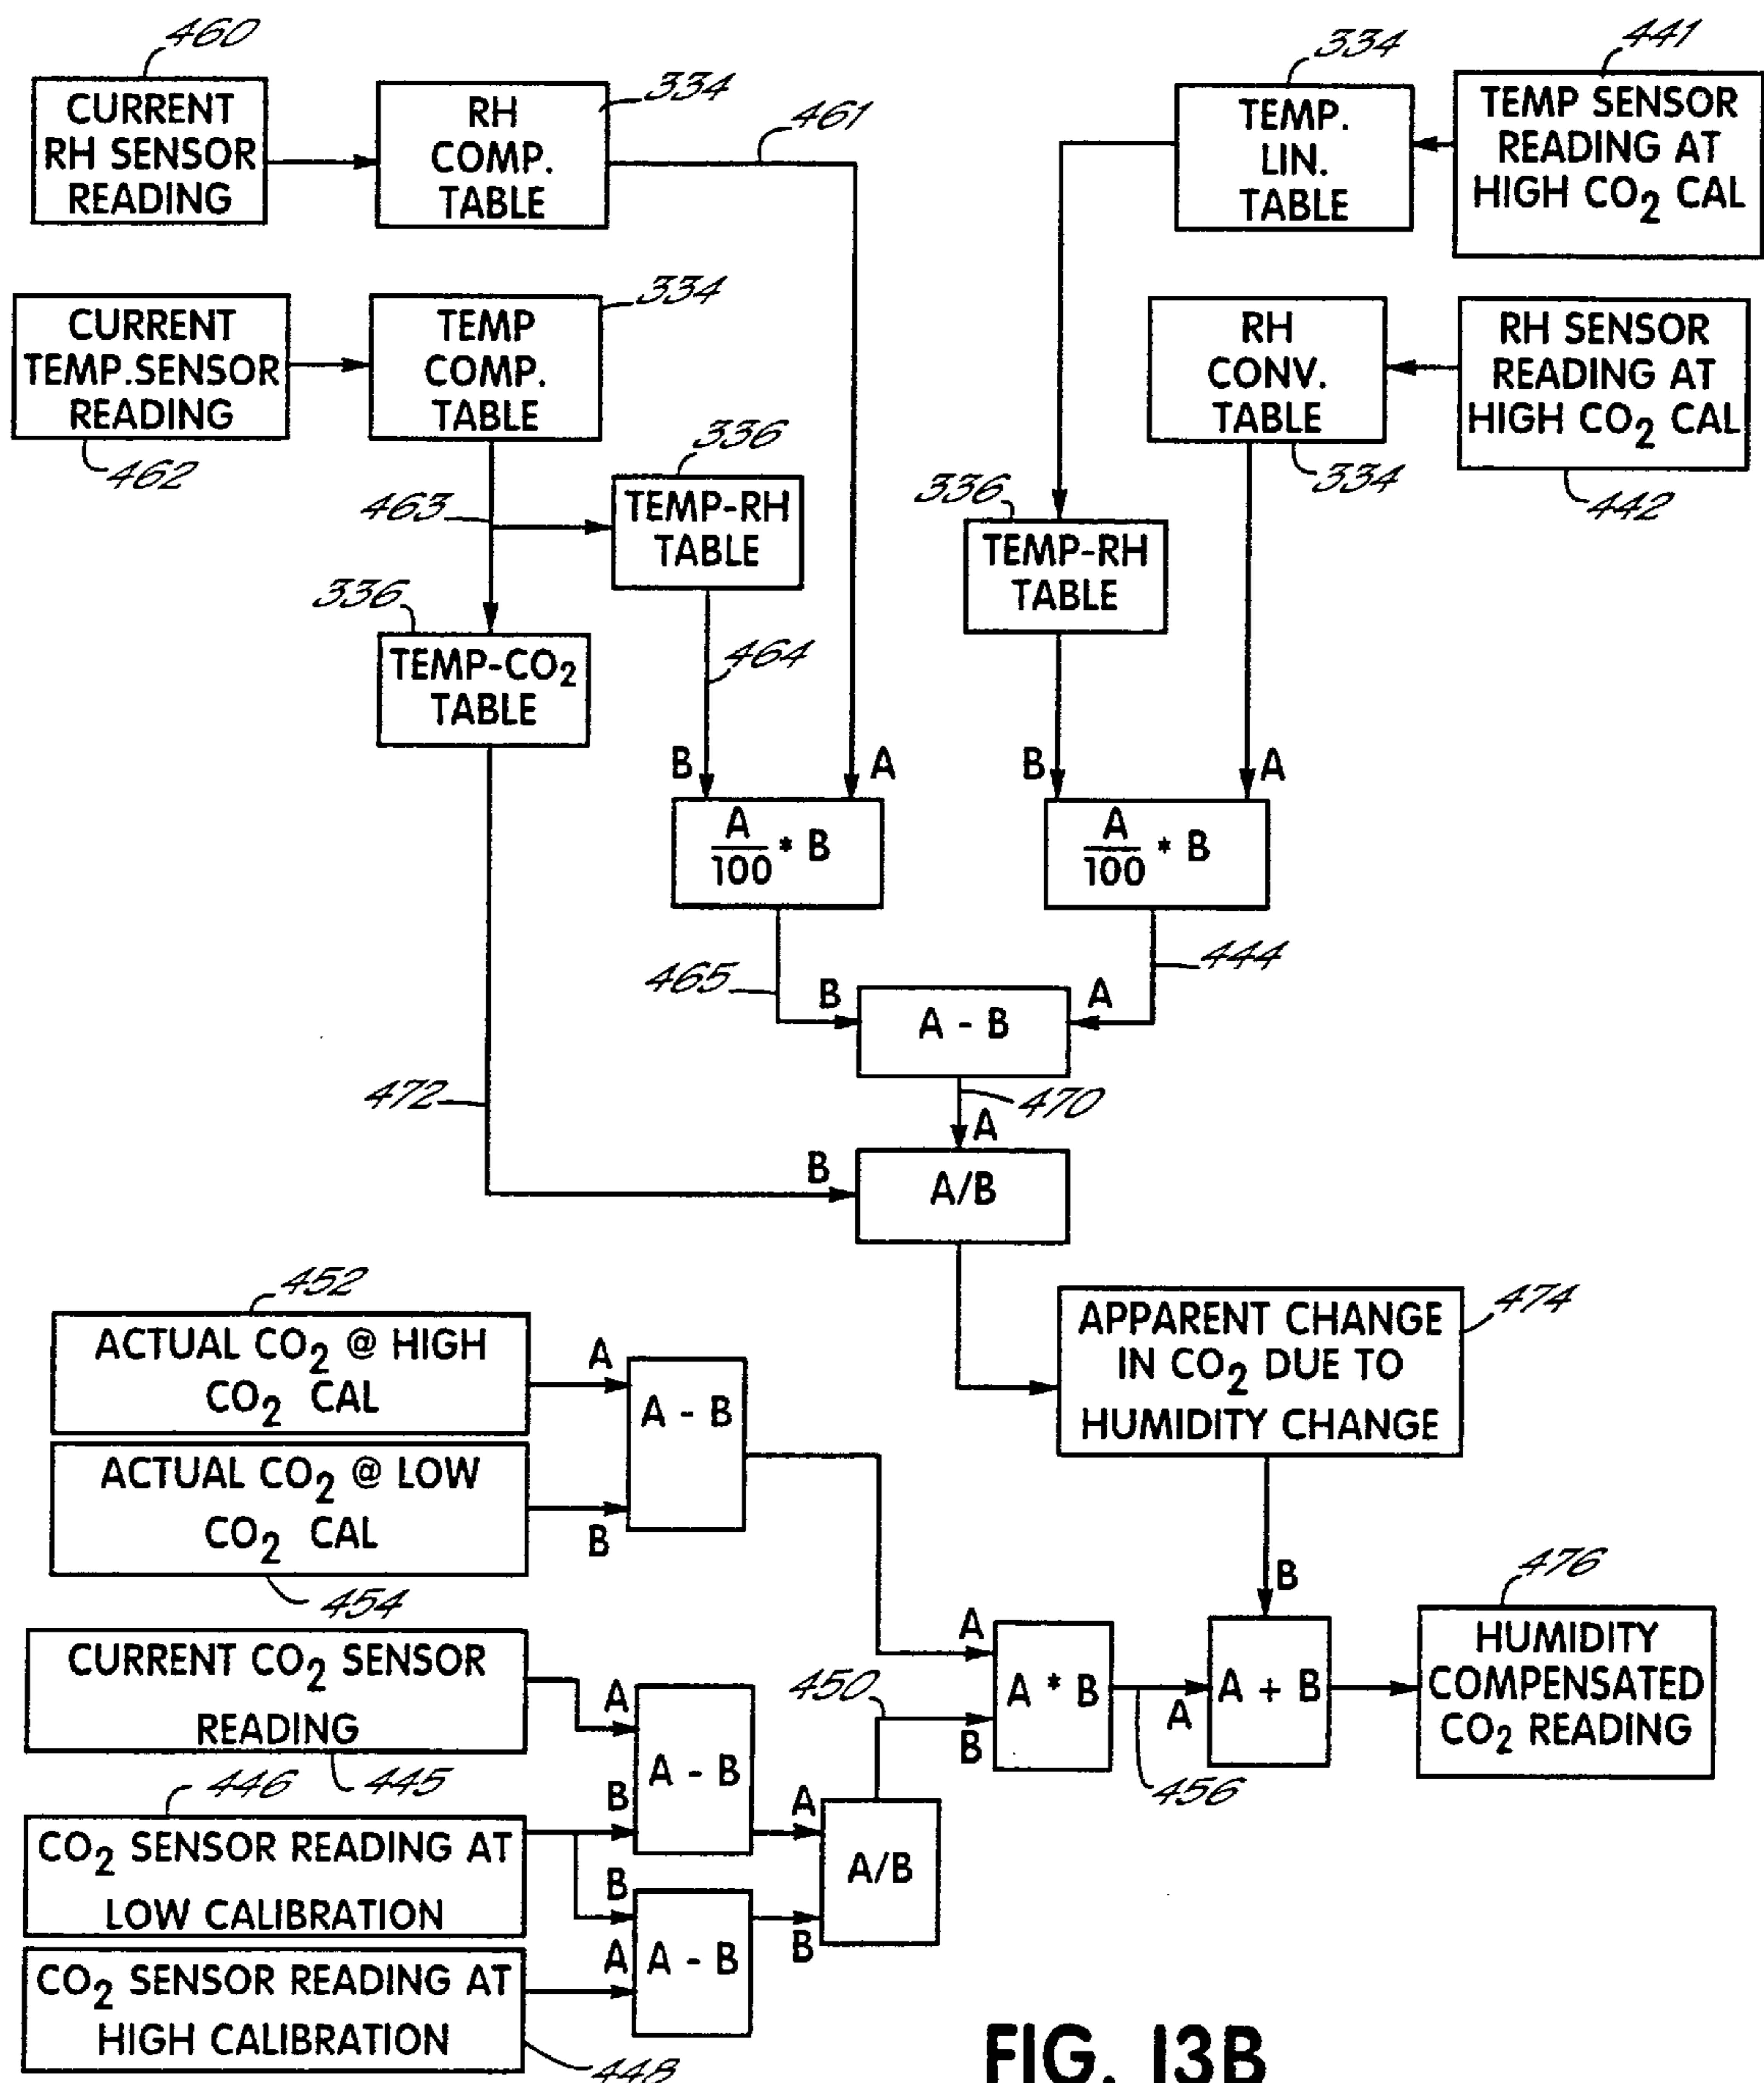 460
CURRENT
RH SENSOR
READING
RH
COMP.
TABLE
334
461
334
TEMP.
LIN.
TABLE
441
TEMP SENSOR
READING AT
HIGH CO₂ CAL
CURRENT
TEMP.SENSOR
READING
462
TEMP
COMP.
TABLE
334
RH
CONV.
TABLE
334
RH SENSOR
READING AT
HIGH CO₂ CAL
442
463
336
TEMP-RH
TABLE
336
TEMP-RH
TABLE
336
TEMP-CO₂
TABLE
464
B
A
B
A
A
100 * B
A
100 * B
465
B
A
444
A - B
472
470
A
B
A/B
452
ACTUAL CO₂ @ HIGH
CO₂ CAL
A
A - B
ACTUAL CO₂ @ LOW
CO₂ CAL
B
454
APPARENT CHANGE
IN CO₂ DUE TO
HUMIDITY CHANGE
474
B
476
CURRENT CO₂ SENSOR
READING
445
A
A - B
B
446
CO₂ SENSOR READING AT
LOW CALIBRATION
B
A
A - B
CO₂ SENSOR READING AT
HIGH CALIBRATION
448
A
A/B
B
450
A
A * B
B
456
A
A + B
HUMIDITY
COMPENSATED
CO₂ READING
FIG. 13B